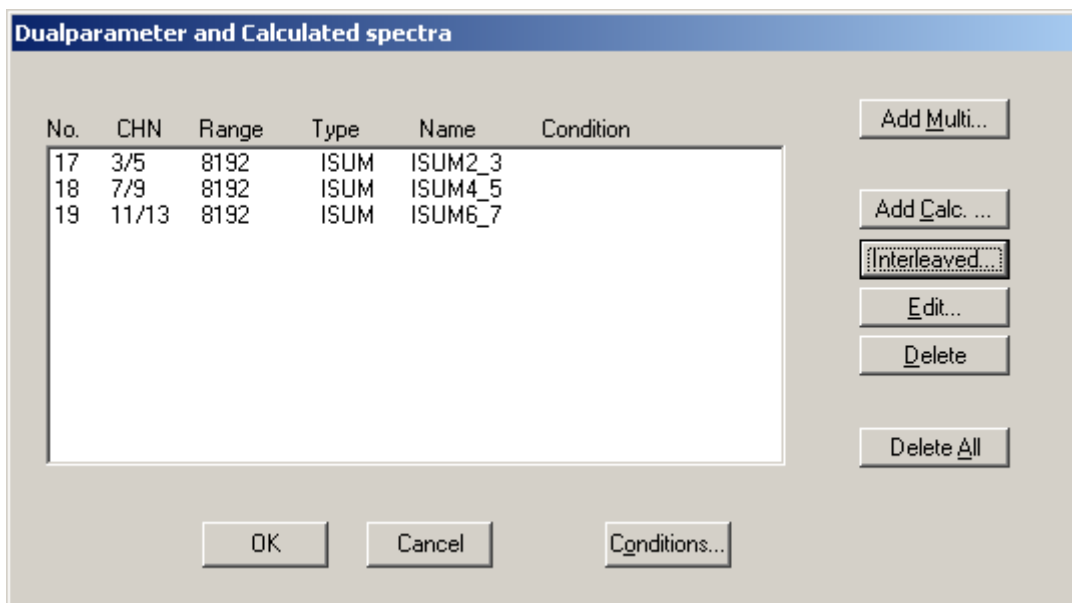 Dualparameter and Calculated spectra
No. CHN Range Type Name Condition
17 3/5 8192 ISUM ISUM2_3
18 7/9 8192 ISUM ISUM4_5
19 11/13 8192 ISUM ISUM6_7
Add Multi...
Add Calc. ...
Interleaved...
Edit...
Delete
Delete All
OK Cancel Conditions...